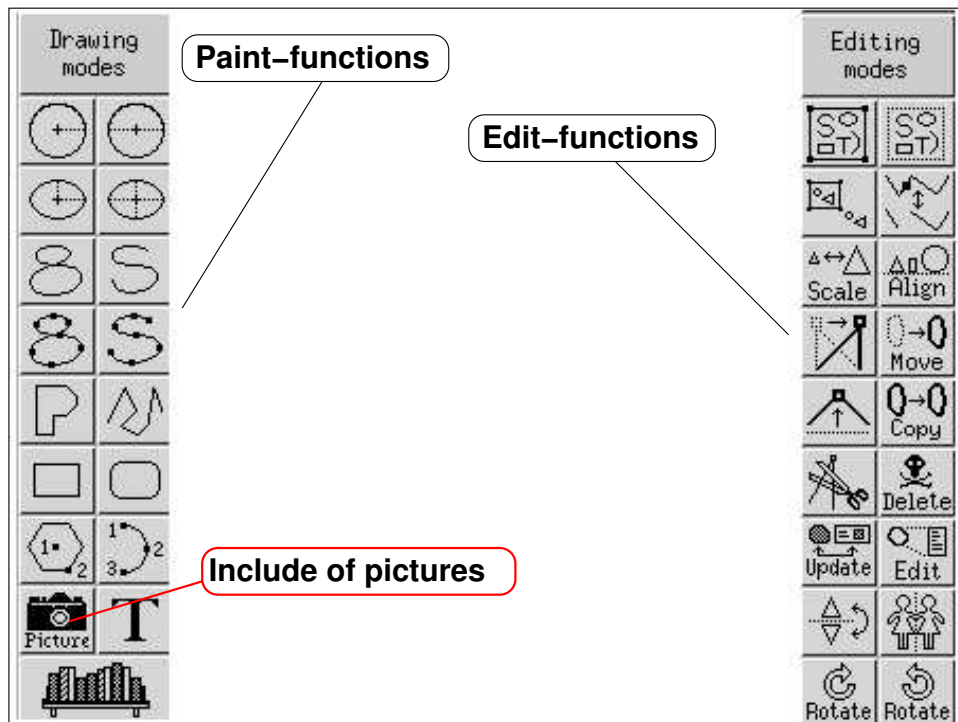 Drawing
modes
Paint–functions
Editing
modes
Edit–functions
Scale
Align
Move
Copy
Delete
1
2
1
2
3
Include of pictures
Update
Edit
Picture
T
Rotate
Rotate